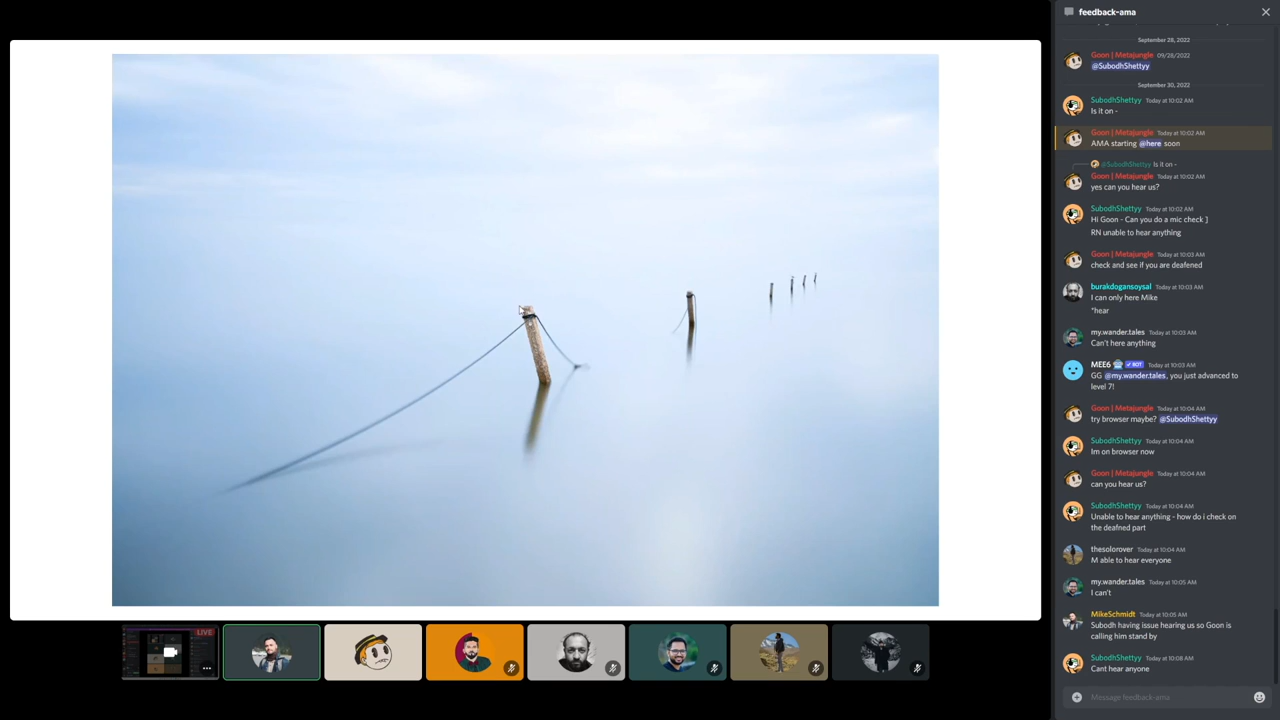 feedback-ama
September 28, 2022
Goon | Metajungle 09/28/2022
@SubodhShettyy
September 30, 2022
SubodhShettyy Today at 10:02 AM
Is it on -
Goon | Metajungle Today at 10:02 AM
AMA starting @here soon
@SubodhShettyy Is it on -
Goon | Metajungle Today at 10:02 AM
yes can you hear us?
SubodhShettyy Today at 10:02 AM
Hi Goon - Can you do a mic check ]
RN unable to hear anything
Goon | Metajungle Today at 10:03 AM
check and see if you are deafened
burakdogansoysal Today at 10:03 AM
I can only here Mike
*hear
my.wander.tales Today at 10:03 AM
Can't here anything
MEE6 BOT Today at 10:03 AM
GG @my.wander.tales, you just advanced to
level 7!
Goon | Metajungle Today at 10:04 AM
try browser maybe? @SubodhShettyy
SubodhShettyy Today at 10:04 AM
Im on browser now
Goon | Metajungle Today at 10:04 AM
can you hear us?
SubodhShettyy Today at 10:04 AM
Unable to hear anything - how do i check on
the deafned part
thesolorover Today at 10:04 AM
M able to hear everyone
my.wander.tales Today at 10:05 AM
I can't
MikeSchmidt Today at 10:05 AM
Subodh having issue hearing us so Goon is
calling him stand by
SubodhShettyy Today at 10:08 AM
Cant hear anyone
Message feedback-ama
LIVE